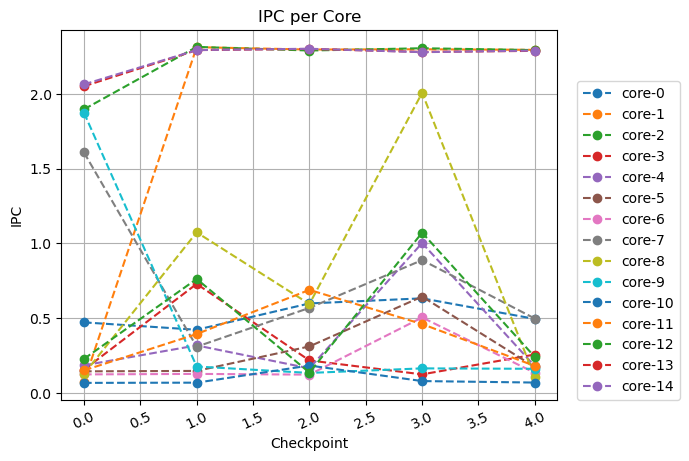 IPC per Core
IPC
2.0
1.5
1.0
0.5
0.0
0.0
0.5
1.0
1.5
2.0
2.5
3.0
3.5
4.0
Checkpoint
core-0
core-1
core-2
core-3
core-4
core-5
core-6
core-7
core-8
core-9
core-10
core-11
core-12
core-13
core-14